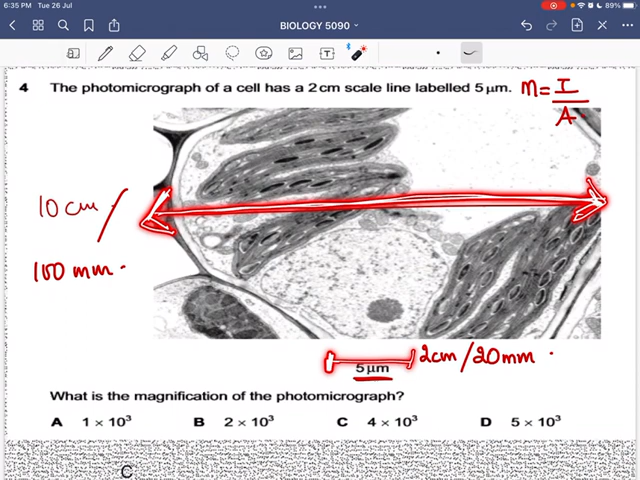 6:35 PM Tue 26 Jul
89%
BIOLOGY 5090
4 The photomicrograph of a cell has a 2 cm scale line labelled 5 μm. M = I / A.
10 cm /
100 mm.
5 μm
2cm/20mm.
What is the magnification of the photomicrograph?
A 1 × 10³ B 2 × 10³ C 4 × 10³ D 5 × 10³
C